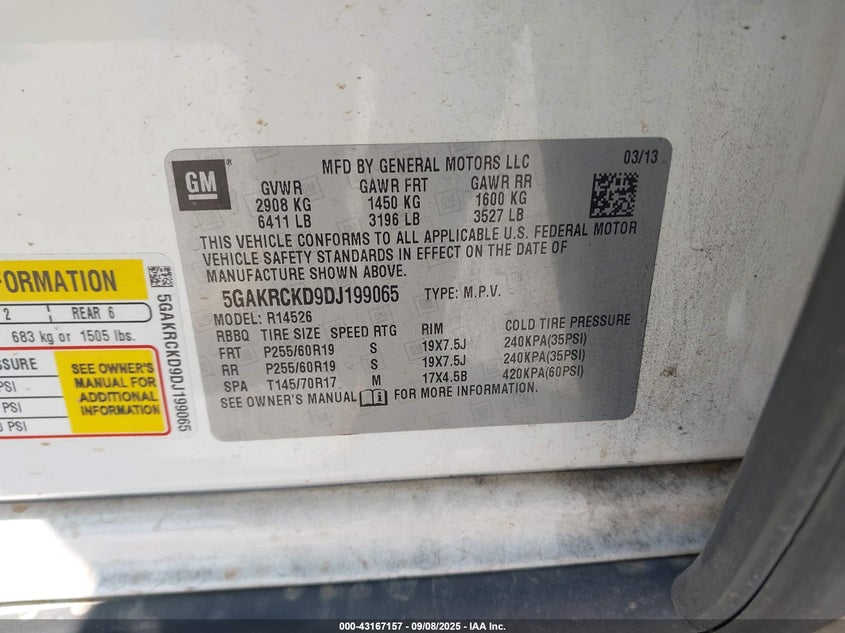 GM
®
MFD BY GENERAL MOTORS LLC
03/13
GVWR GAWR FRT GAWR RR
2908 KG 1450 KG 1600 KG
6411 LB 3196 LB 3527 LB
THIS VEHICLE CONFORMS TO ALL APPLICABLE U.S. FEDERAL MOTOR
VEHICLE SAFETY STANDARDS IN EFFECT ON THE DATE OF
MANUFACTURE SHOWN ABOVE.
5GAKRCKD9DJ199065 TYPE: M.P.V.
MODEL: R14526
RBBQ TIRE SIZE SPEED RTG RIM COLD TIRE PRESSURE
FRT P255/60R19 S 19X7.5J 240KPA(35PSI)
RR P255/60R19 S 19X7.5J 240KPA(35PSI)
SPA T145/70R17 M 17X4.5B 420KPA(60PSI)
SEE OWNER'S MANUAL FOR MORE INFORMATION.
FORMATION
2 REAR 6
683 kg or 1505 lbs.
SSURE
PSI
PSI
0 PSI
SEE OWNER'S
MANUAL FOR
ADDITIONAL
INFORMATION
5GAKRCKD9DJ199065
000-43167157 - 09/08/2025 - IAA Inc.